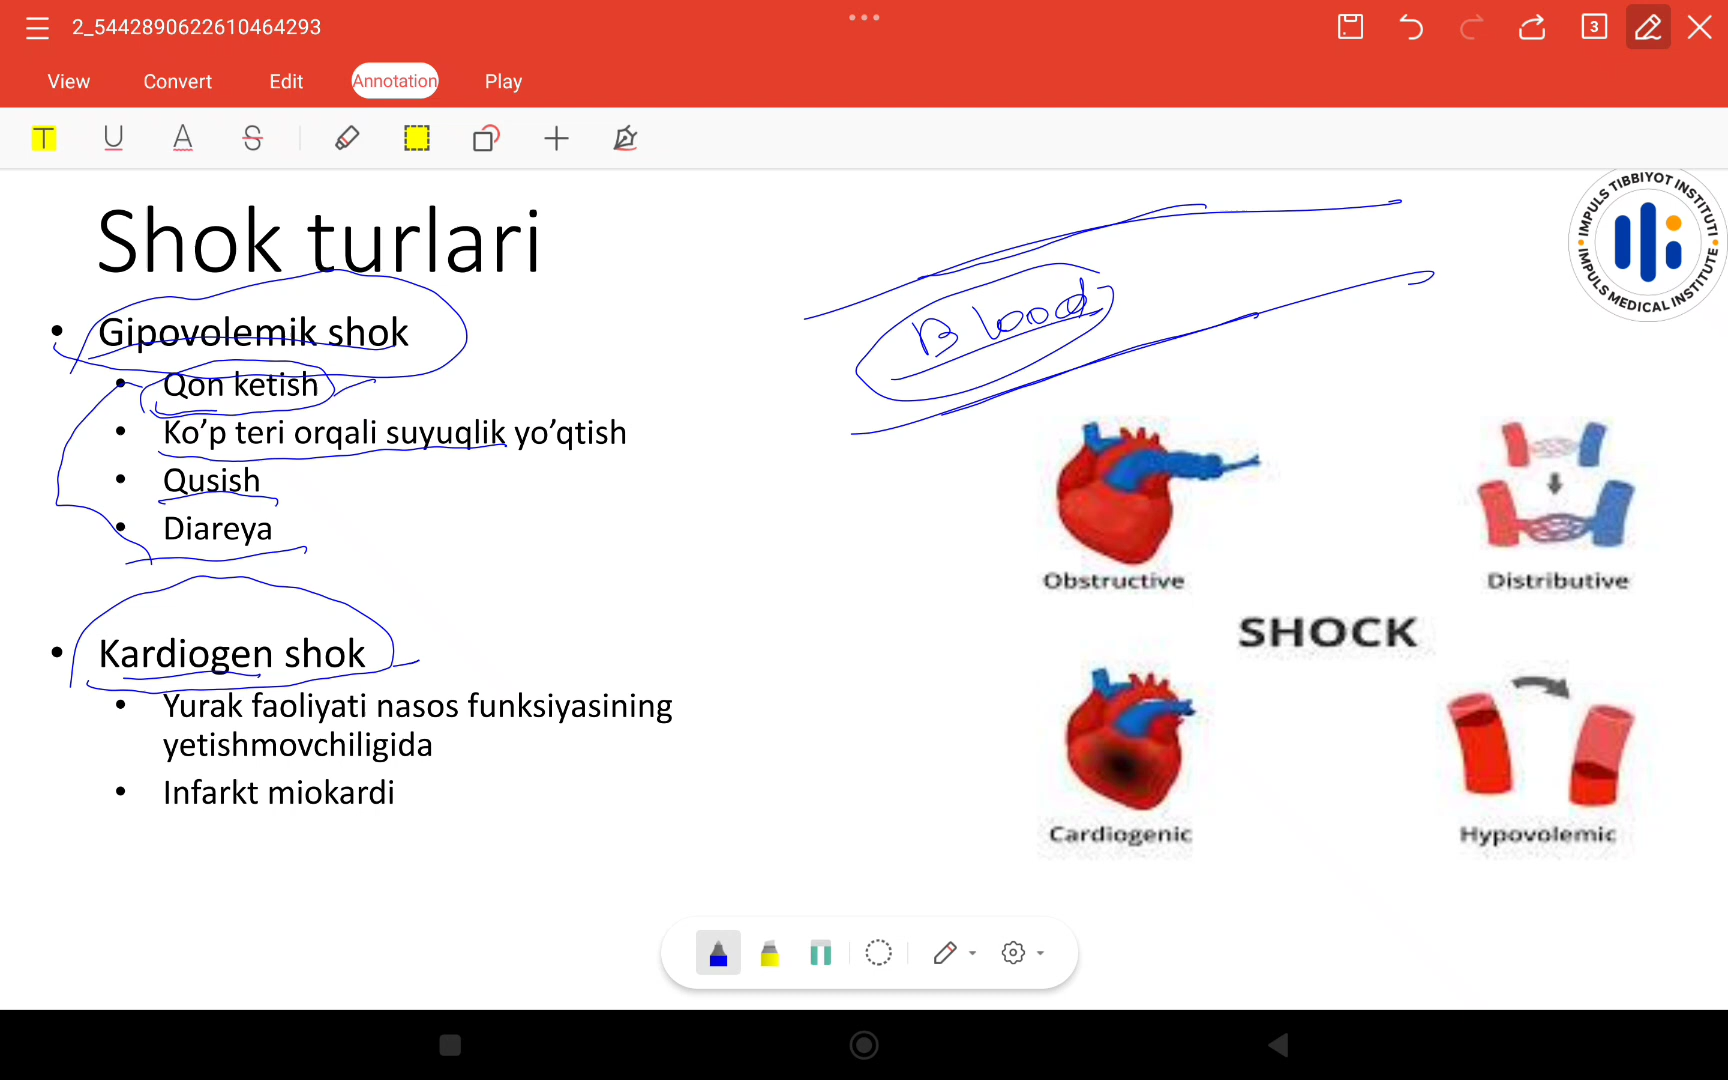 2_5442890622610464293
3
View Convert Edit Annotation Play
T U A S
Shok turlari
IMPULS TIBBIYOT INSTITUTI
IMPULS MEDICAL INSTITUTE
• Gipovolemik shok
• Qon ketish
• Ko’p teri orqali suyuqlik yo’qtish
• Qusish
• Diareya
• Kardiogen shok
• Yurak faoliyati nasos funksiyasining
yetishmovchiligida
• Infarkt miokardi
Blood
Obstructive
Distributive
SHOCK
Cardiogenic
Hypovolemic